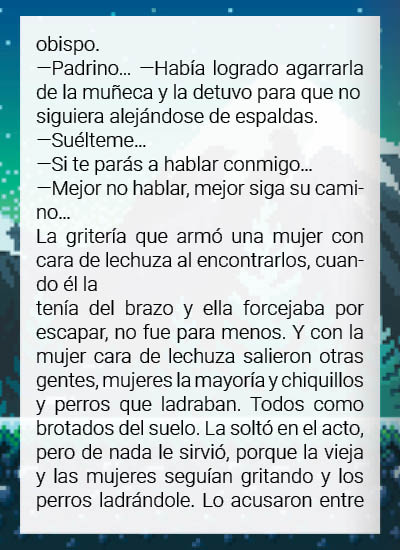 obispo.
—Padrino... —Había logrado agarrarla
de la muñeca y la detuvo para que no
siguiera alejándose de espaldas.
—Suélteme...
—Si te parás a hablar conmigo...
—Mejor no hablar, mejor siga su cami-
no...
La gritería que armó una mujer con
cara de lechuza al encontrarlos, cuan-
do él la
tenía del brazo y ella forcejaba por
escapar, no fue para menos. Y con la
mujer cara de lechuza salieron otras
gentes, mujeres la mayoría y chiquillos
y perros que ladraban. Todos como
brotados del suelo. La soltó en el acto,
pero de nada le sirvió, porque la vieja
y las mujeres seguían gritando y los
perros ladrándole. Lo acusaron entre